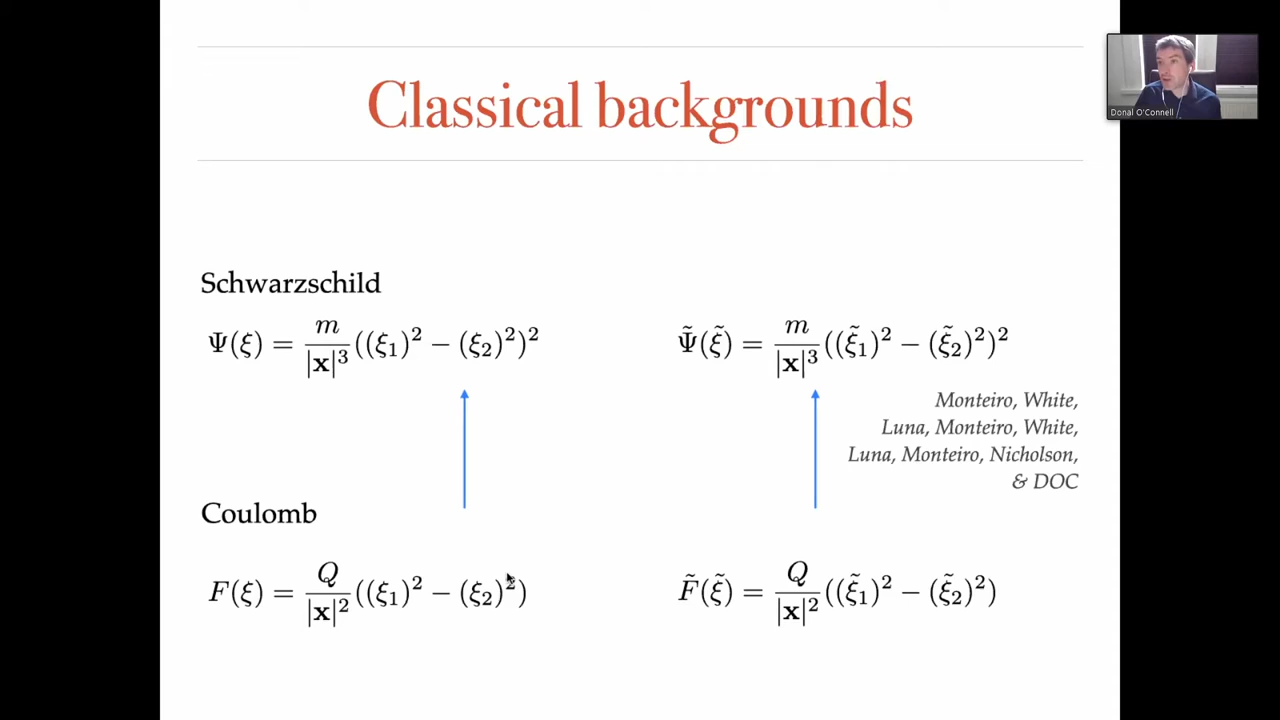 Classical backgrounds
Donal O'Connell
Schwarzschild
Ψ(ξ) = m/|x|³ ((ξ₁)² − (ξ₂)²)²
Ψ̃(ξ̃) = m/|x|³ ((ξ̃₁)² − (ξ̃₂)²)²
Monteiro, White,
Luna, Monteiro, White,
Luna, Monteiro, Nicholson,
& DOC
Coulomb
F(ξ) = Q/|x|² ((ξ₁)² − (ξ₂)²)
F̃(ξ̃) = Q/|x|² ((ξ̃₁)² − (ξ̃₂)²)